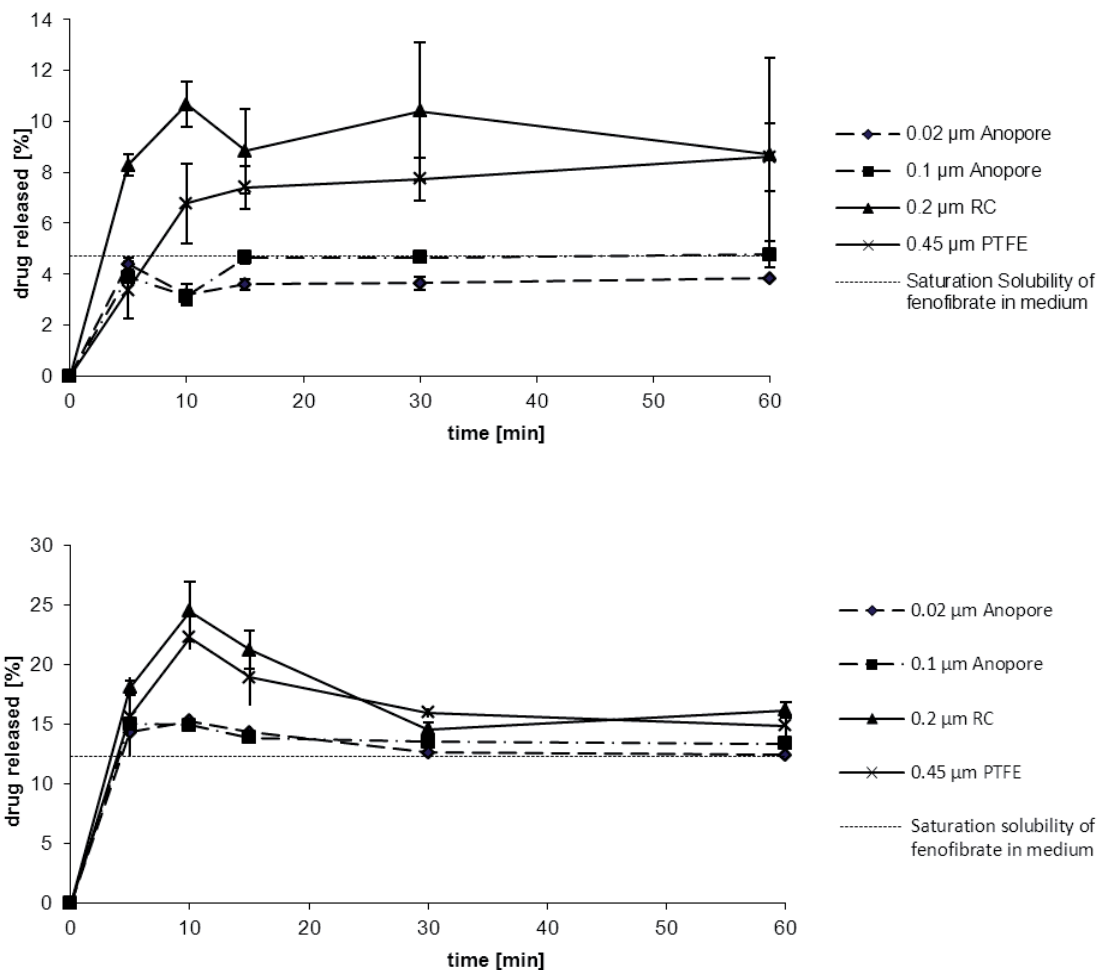 14
12
10
8
6
4
2
0
drug released [%]
0 10 20 30 40 50 60
time [min]
0.02 µm Anopore
0.1 µm Anopore
0.2 µm RC
0.45 µm PTFE
Saturation Solubility of
fenofibrate in medium
30
25
20
15
10
5
0
drug released [%]
0 10 20 30 40 50 60
time [min]
0.02 µm Anopore
0.1 µm Anopore
0.2 µm RC
0.45 µm PTFE
Saturation solubility of
fenofibrate in medium